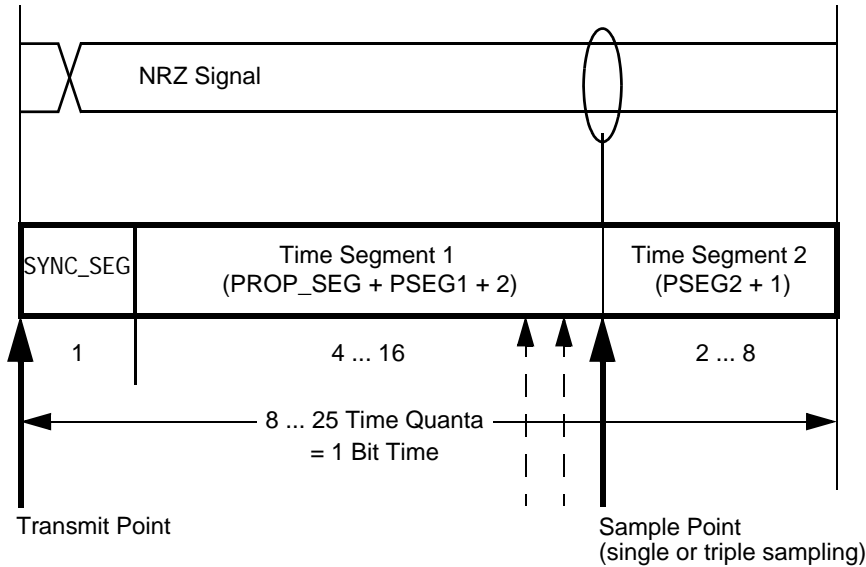 NRZ Signal
SYNC_SEG
Time Segment 1
(PROP_SEG + PSEG1 + 2)
Time Segment 2
(PSEG2 + 1)
1
4 ... 16
2 ... 8
8 ... 25 Time Quanta
= 1 Bit Time
Transmit Point
Sample Point
(single or triple sampling)